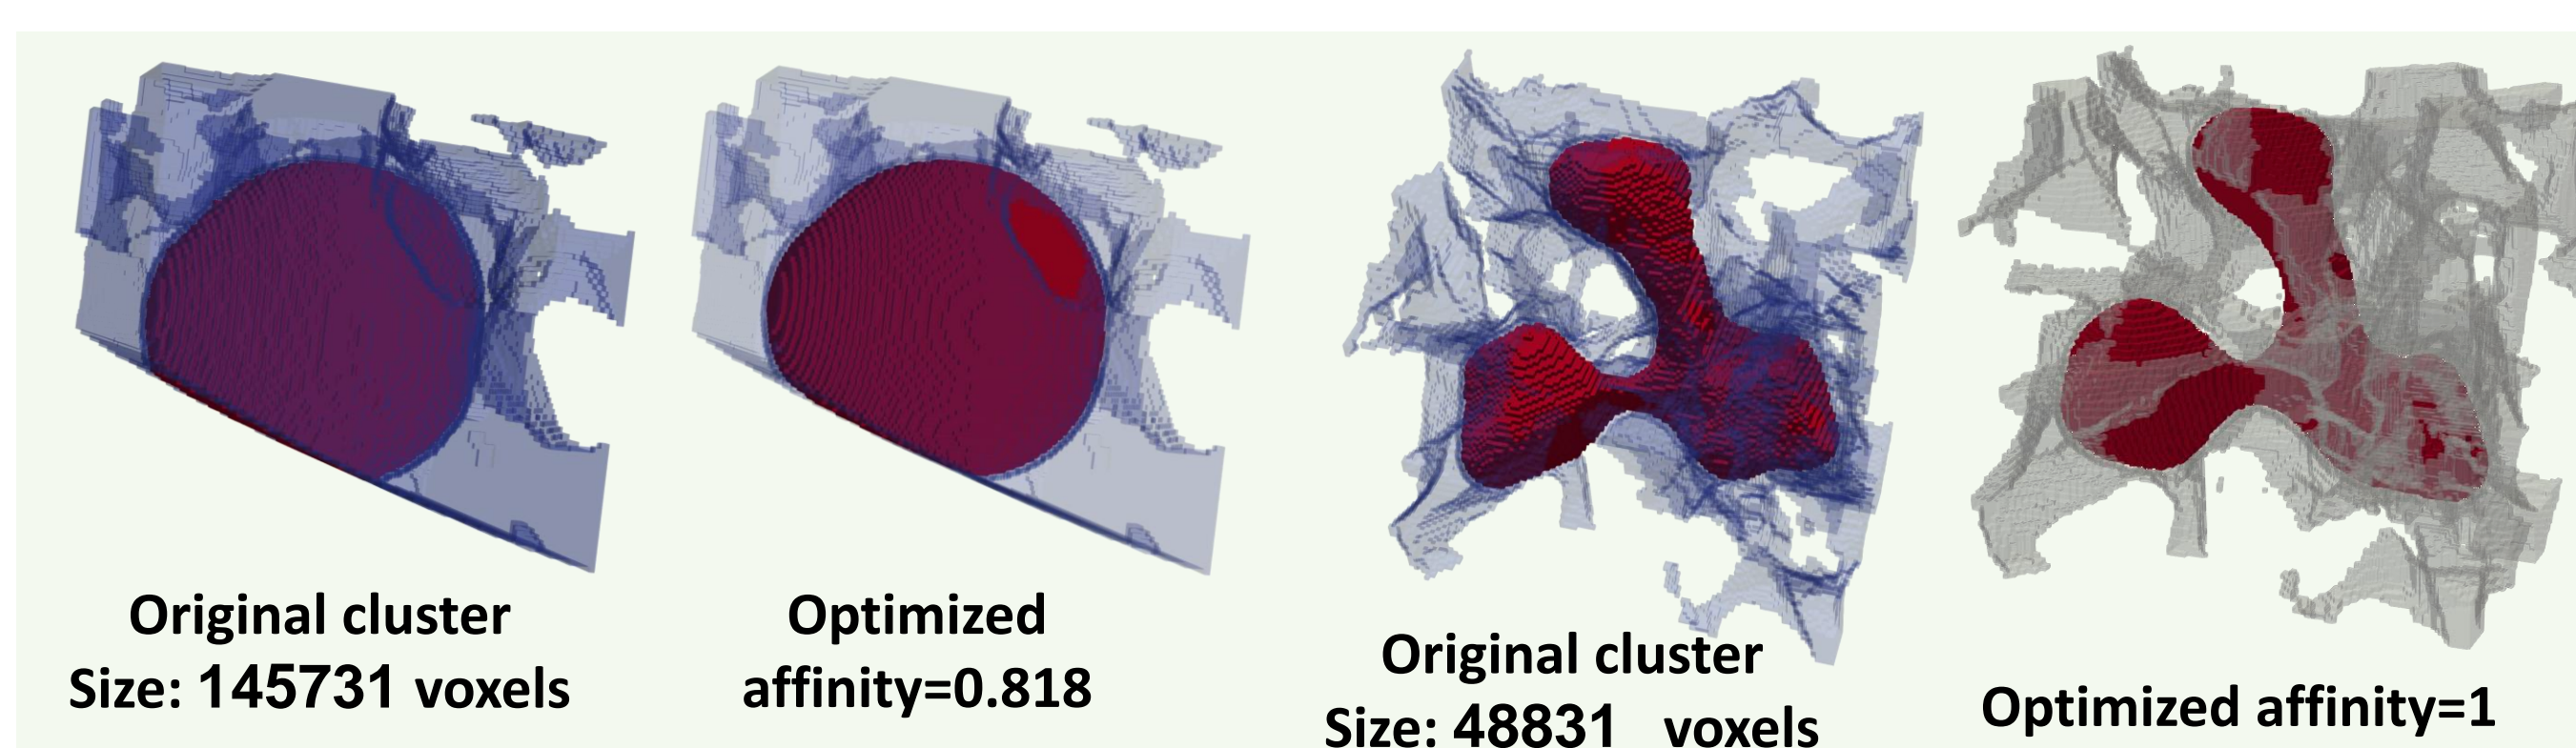 Original cluster
Size: 145731 voxels
Optimized
affinity=0.818
Original cluster
Size: 48831 voxels
Optimized affinity=1